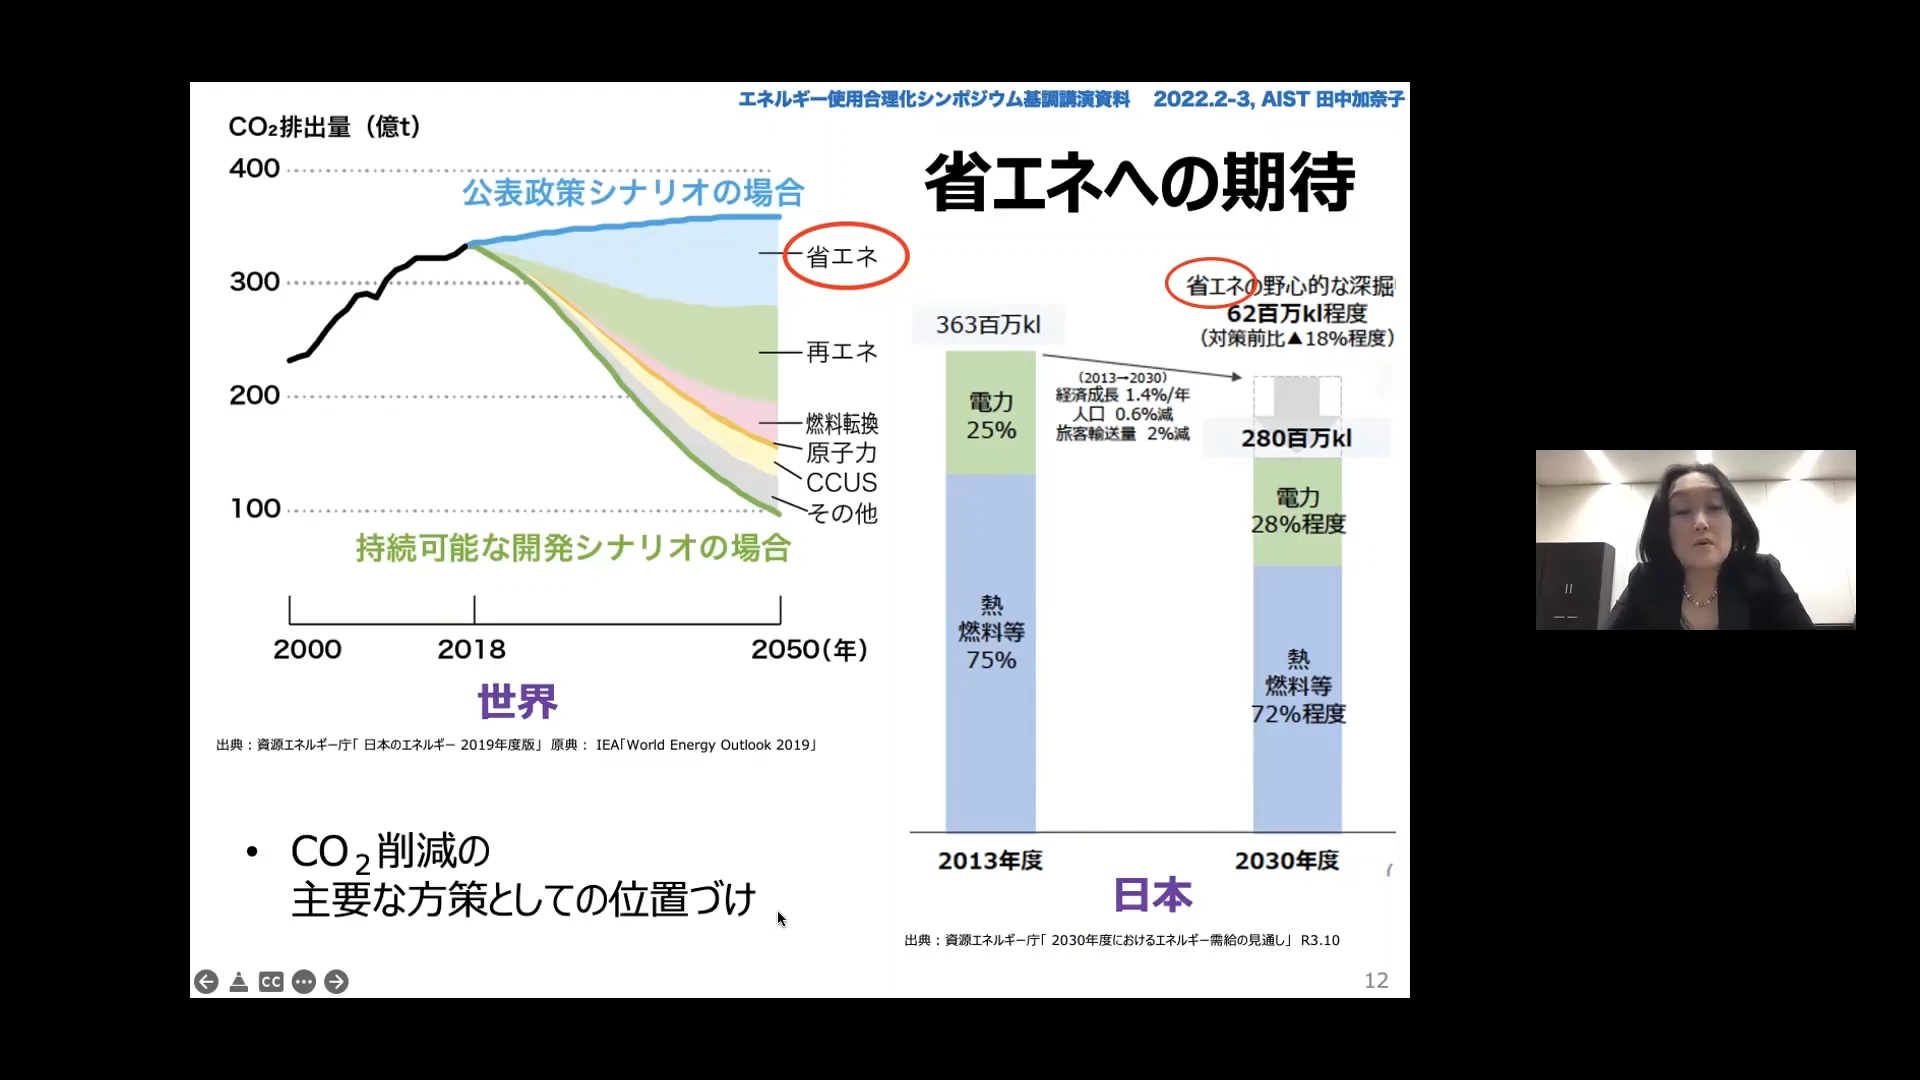 エネルギー使用合理化シンポジウム基調講演資料 2022.2-3, AIST 田中加奈子
省エネへの期待
CO₂排出量（億t）
400
300
200
100
公表政策シナリオの場合
省エネ
再エネ
燃料転換
原子力
CCUS
その他
持続可能な開発シナリオの場合
2000
2018
2050(年)
世界
出典：資源エネルギー庁「 日本のエネルギー 2019年度版」 原典： IEA「World Energy Outlook 2019」
• CO₂削減の
主要な方策としての位置づけ
省エネの野心的な深掘
62百万kl程度
（対策前比▲18%程度）
363百万kl
電力
25%
熱
燃料等
75%
（2013→2030）
経済成長 1.4%/年
人口 0.6%減
旅客輸送量 2%減
280百万kl
電力
28%程度
熱
燃料等
72%程度
2013年度
2030年度
日本
出典：資源エネルギー庁「 2030年度におけるエネルギー需給の見通し」 R3.10
CC
12